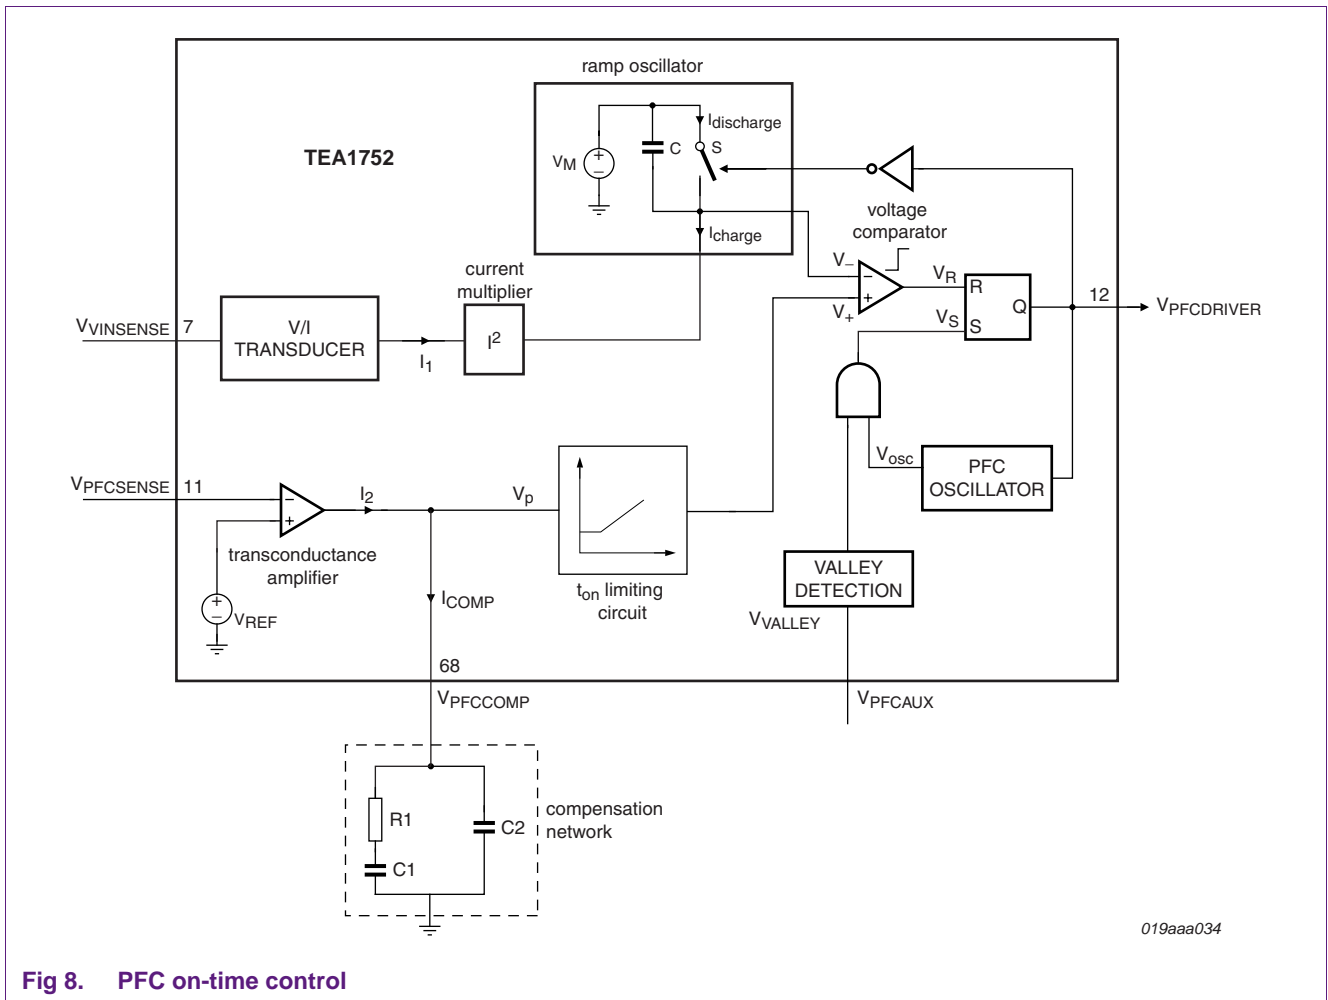 ramp oscillator
TEA1752
Idischarge
VM
C
S
Icharge
voltage
comparator
current
multiplier
V−
V+
VR
R
Q
VS
S
12
VPFCDRIVER
VVINSENSE
7
V/I
TRANSDUCER
I1
I²
VPFCSENSE
11
I2
Vp
Vosc
PFC
OSCILLATOR
transconductance
amplifier
VREF
ICOMP
ton limiting
circuit
VALLEY
DETECTION
VVALLEY
68
VPFCCOMP
VPFCAUX
R1
C1
C2
compensation
network
019aaa034
Fig 8. PFC on-time control